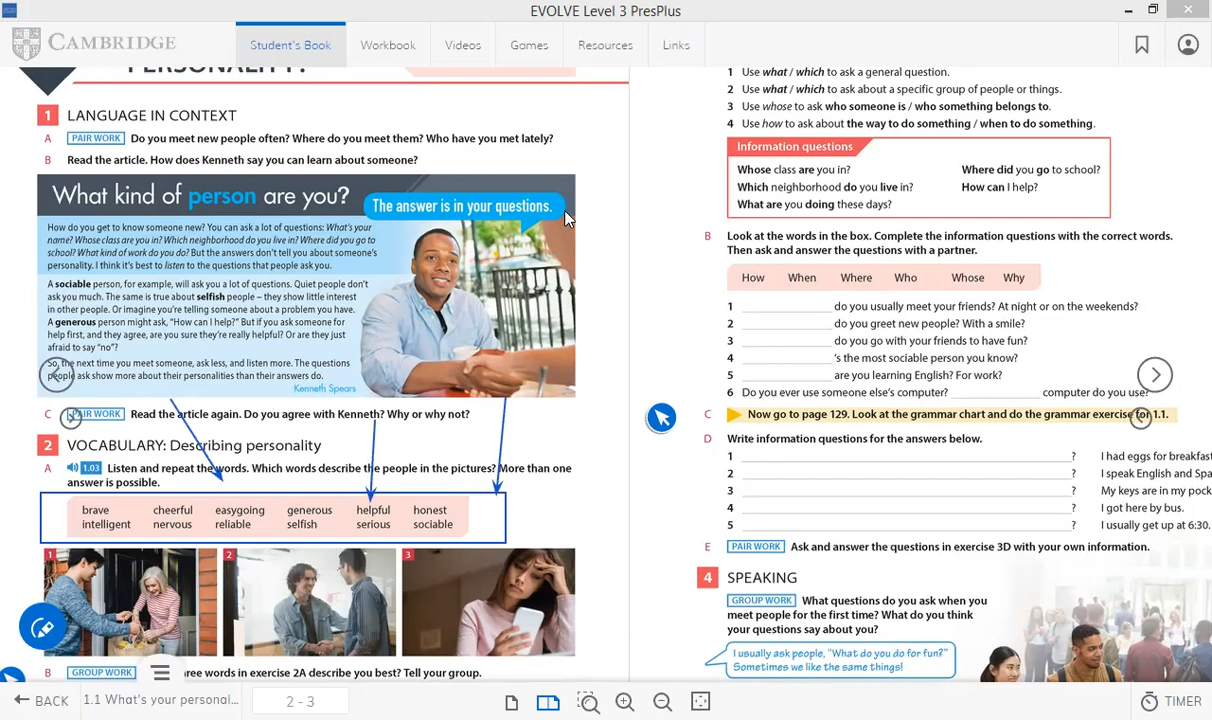 EVOLVE Level 3 PresPlus
CAMBRIDGE
Student's Book
Workbook
Videos
Games
Resources
Links
PERSONALITY?
1 LANGUAGE IN CONTEXT
A PAIR WORK Do you meet new people often? Where do you meet them? Who have you met lately?
B Read the article. How does Kenneth say you can learn about someone?
What kind of person are you?
The answer is in your questions.
How do you get to know someone new? You can ask a lot of questions: What's your
name? Whose class are you in? Which neighborhood do you live in? Where did you go to
school? What kind of work do you do? But the answers don't tell you about someone's
personality. I think it's best to listen to the questions that people ask you.
A sociable person, for example, will ask you a lot of questions. Quiet people don't
ask you much. The same is true about selfish people – they show little interest
in other people. Or imagine you're telling someone about a problem you have.
A generous person might ask, "How can I help?" But if you ask someone for
help first, and they agree, are you sure they're really helpful? Or are they just
afraid to say "no"?
So, the next time you meet someone, ask less, and listen more. The questions
people ask show more about their personalities than their answers do.
Kenneth Spears
C PAIR WORK Read the article again. Do you agree with Kenneth? Why or why not?
2 VOCABULARY: Describing personality
A 1.03 Listen and repeat the words. Which words describe the people in the pictures? More than one
answer is possible.
brave cheerful easygoing generous helpful honest
intelligent nervous reliable selfish serious sociable
1
2
3
B GROUP WORK hree words in exercise 2A describe you best? Tell your group.
1 Use what / which to ask a general question.
2 Use what / which to ask about a specific group of people or things.
3 Use whose to ask who someone is / who something belongs to.
4 Use how to ask about the way to do something / when to do something.
Information questions
Whose class are you in? Where did you go to school?
Which neighborhood do you live in? How can I help?
What are you doing these days?
B Look at the words in the box. Complete the information questions with the correct words.
Then ask and answer the questions with a partner.
How When Where Who Whose Why
1 ______ do you usually meet your friends? At night or on the weekends?
2 ______ do you greet new people? With a smile?
3 ______ do you go with your friends to have fun?
4 ______ 's the most sociable person you know?
5 ______ are you learning English? For work?
6 Do you ever use someone else's computer? ______ computer do you use?
C Now go to page 129. Look at the grammar chart and do the grammar exercise for 1.1.
D Write information questions for the answers below.
1 ______ ? I had eggs for breakfast
2 ______ ? I speak English and Spa
3 ______ ? My keys are in my pock
4 ______ ? I got here by bus.
5 ______ ? I usually get up at 6:30.
E PAIR WORK Ask and answer the questions in exercise 3D with your own information.
4 SPEAKING
GROUP WORK What questions do you ask when you
meet people for the first time? What do you think
your questions say about you?
I usually ask people, "What do you do for fun?"
Sometimes we like the same things!
BACK
1.1 What's your personal...
2 - 3
TIMER